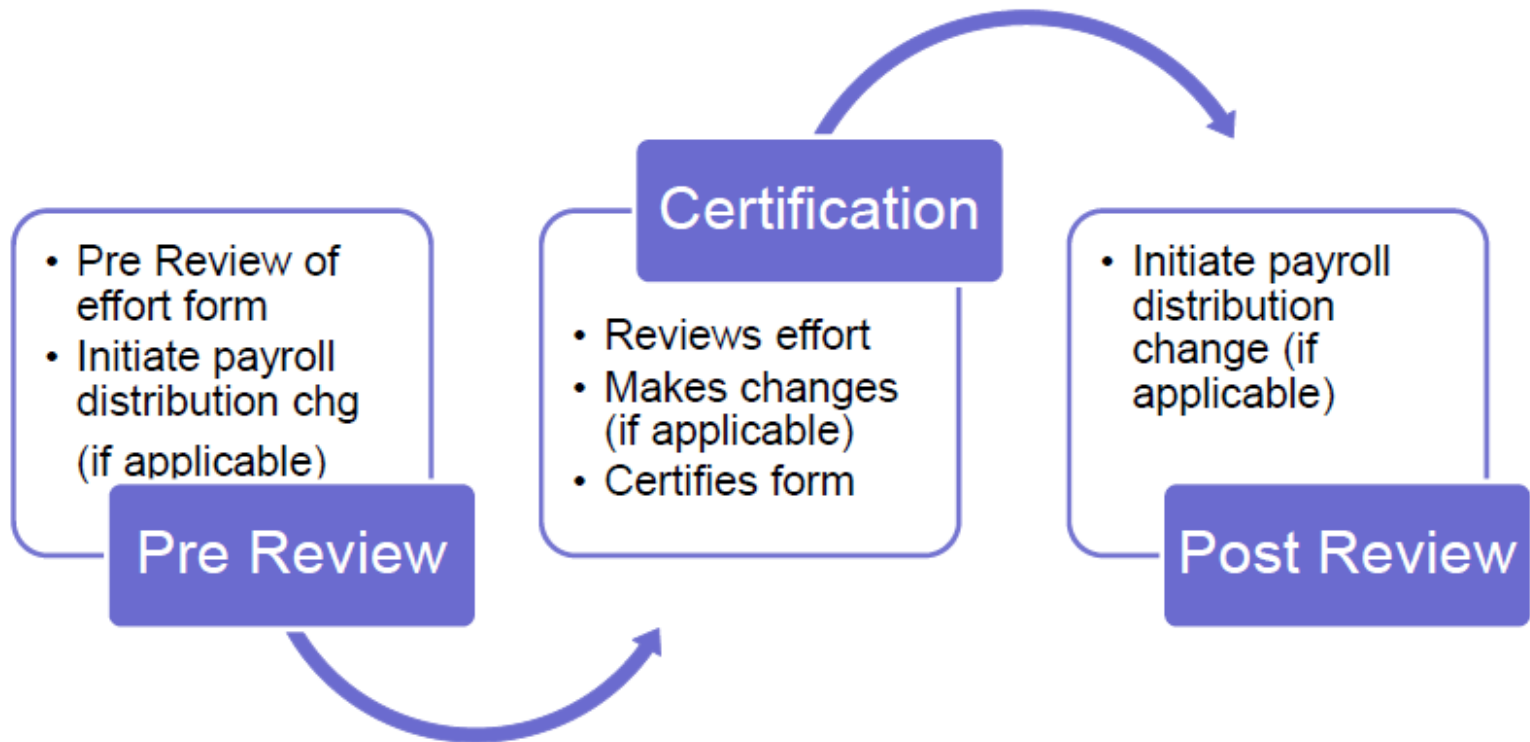 • Pre Review of
effort form
• Initiate payroll
distribution chg
(if applicable)
Pre Review
Certification
• Reviews effort
• Makes changes
(if applicable)
• Certifies form
• Initiate payroll
distribution
change (if
applicable)
Post Review